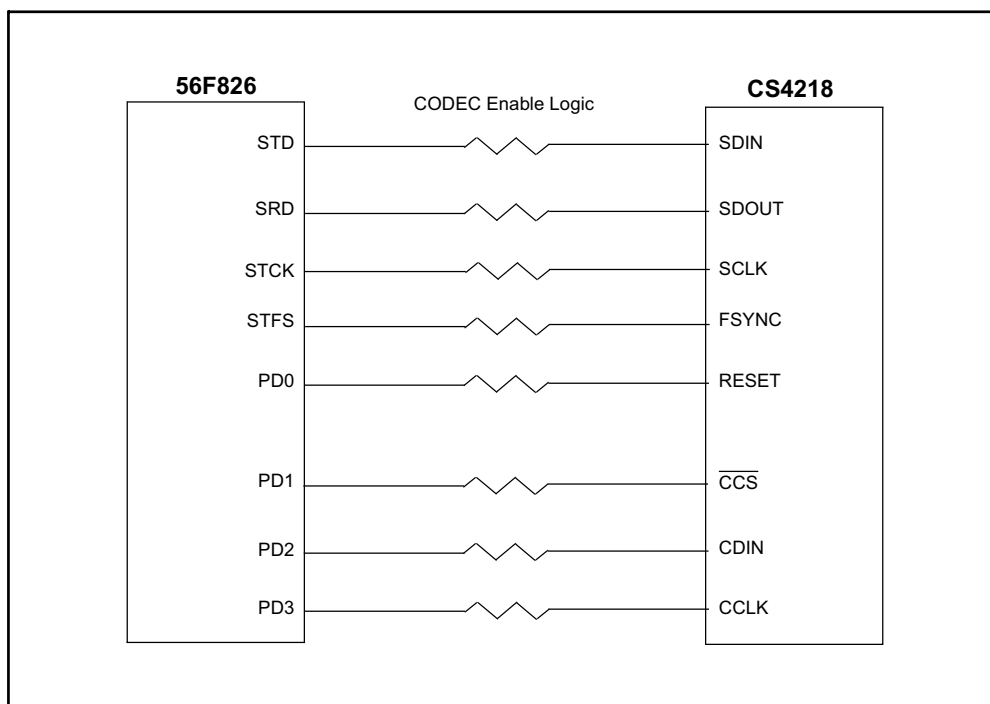 56F826
CODEC Enable Logic
CS4218
STD
SDIN
SRD
SDOUT
STCK
SCLK
STFS
FSYNC
PD0
RESET
PD1
CCS
PD2
CDIN
PD3
CCLK